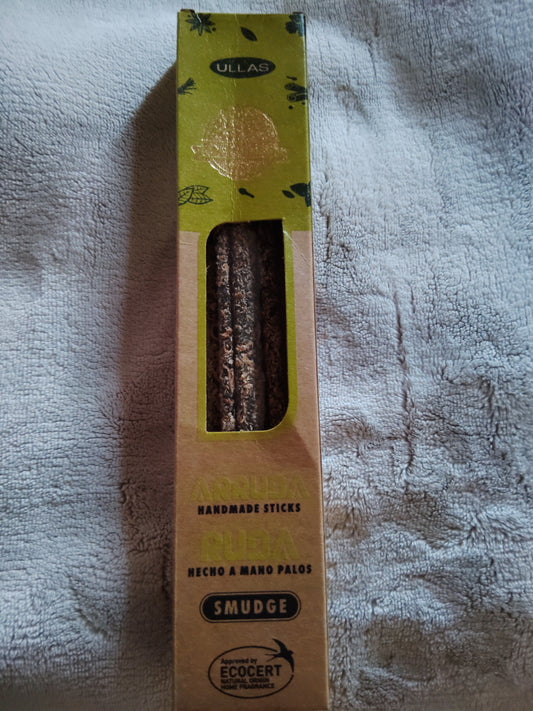 ULLAS
ARRUDA
HANDMADE STICKS
RUDA
HECHO A MANO PALOS
SMUDGE
Approved by
ECOCERT
NATURAL ORIGIN
HOME FRAGRANCE